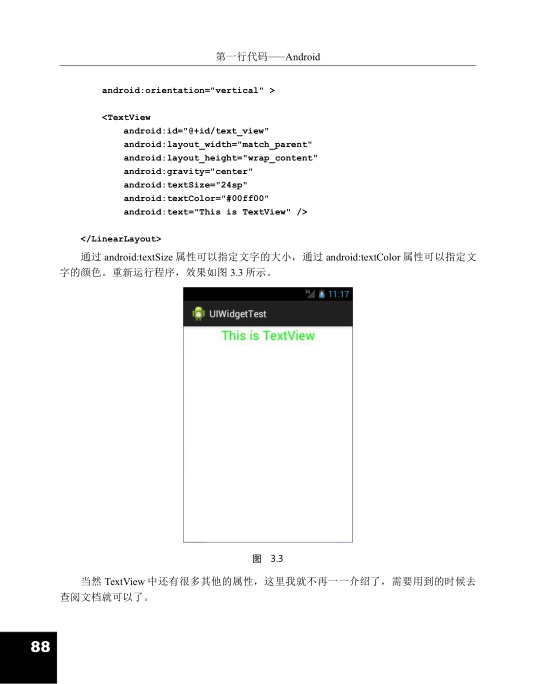 第一行代码——Android
android:orientation="vertical" >
<TextView
android:id="@+id/text_view"
android:layout_width="match_parent"
android:layout_height="wrap_content"
android:gravity="center"
android:textSize="24sp"
android:textColor="#00ff00"
android:text="This is TextView" />
</LinearLayout>
通过 android:textSize 属性可以指定文字的大小，通过 android:textColor 属性可以指定文
字的颜色。重新运行程序，效果如图 3.3 所示。
11:17
UIWidgetTest
This is TextView
图 3.3
当然 TextView 中还有很多其他的属性，这里我就不再一一介绍了，需要用到的时候去
查阅文档就可以了。
88